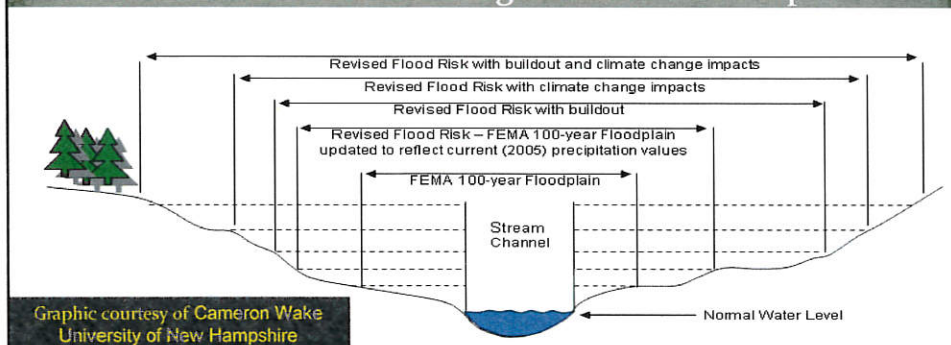 Revised Flood Risk with buildout and climate change impacts
Revised Flood Risk with climate change impacts
Revised Flood Risk with buildout
Revised Flood Risk – FEMA 100-year Floodplain
updated to reflect current (2005) precipitation values
FEMA 100-year Floodplain
Stream
Channel
Normal Water Level
Graphic courtesy of Cameron Wake
University of New Hampshire